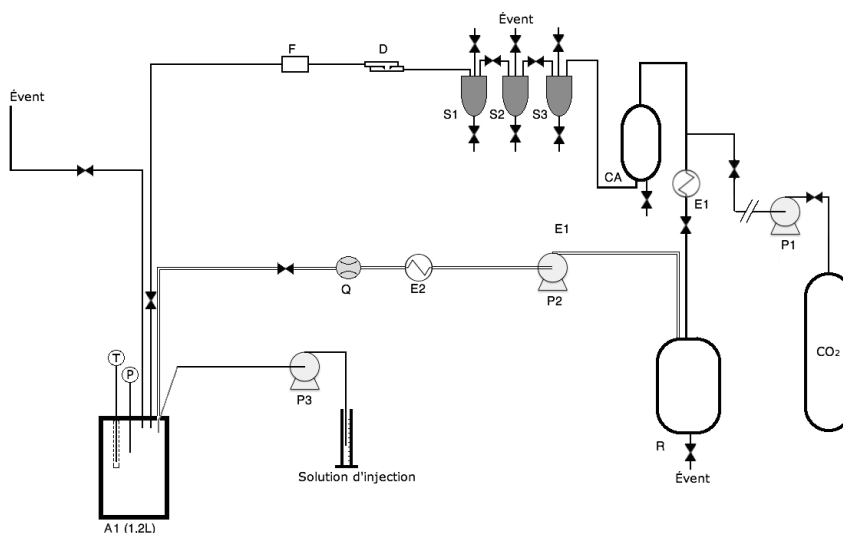 Évent
F
D
Évent
S1
S2
S3
CA
E1
P1
E1
Q
E2
P2
CO₂
T
P
P3
R
Évent
Solution d'injection
A1 (1,2L)